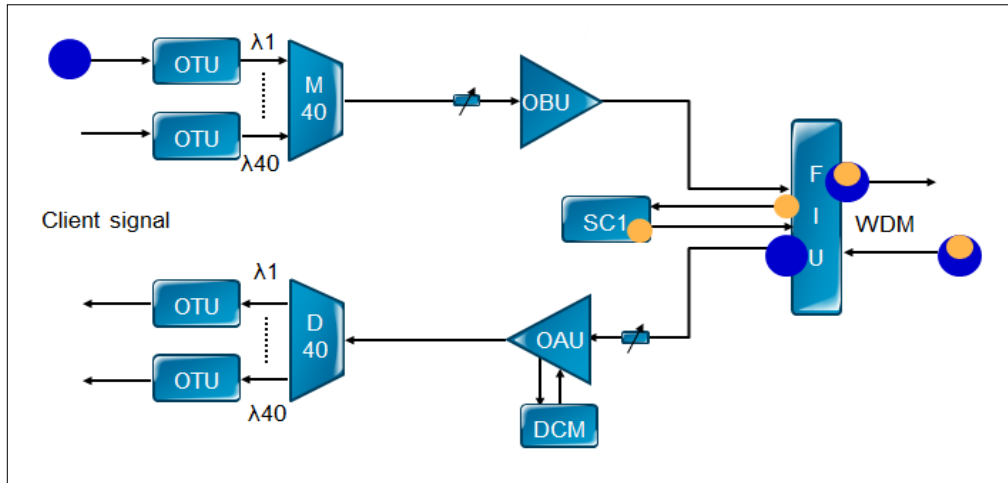 OTU
λ1
M
40
OTU
λ40
OBU
Client signal
SC1
F
I
U
WDM
OTU
λ1
D
40
OTU
λ40
OAU
DCM